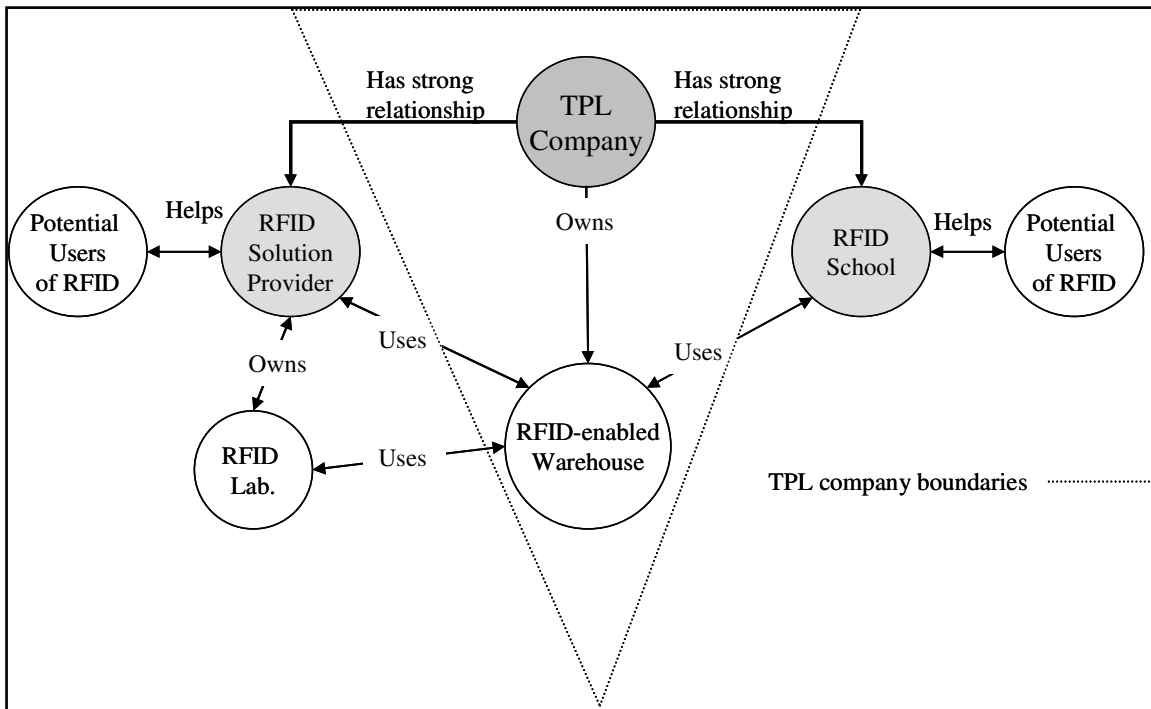 Has strong
relationship
TPL
Company
Has strong
relationship
Potential
Users
of RFID
Helps
RFID
Solution
Provider
Owns
RFID
School
Helps
Potential
Users
of RFID
Uses
Uses
Owns
RFID
Lab.
Uses
RFID-enabled
Warehouse
TPL company boundaries